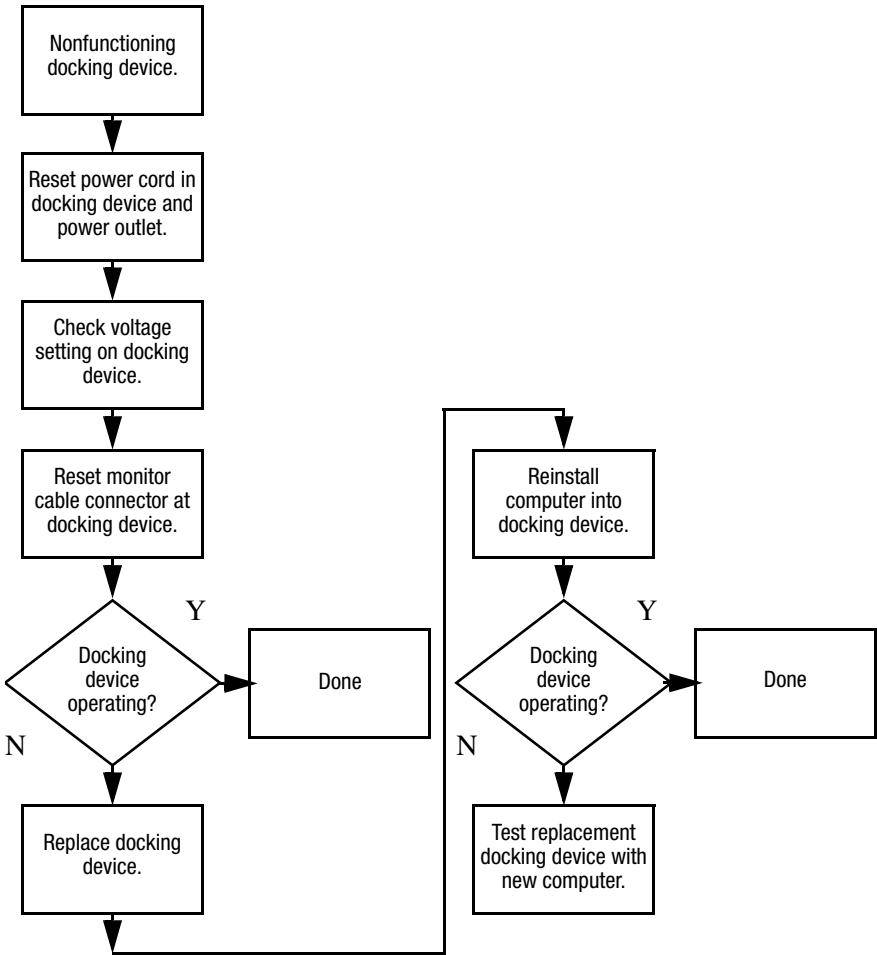 Nonfunctioning
docking device.
Reset power cord in
docking device and
power outlet.
Check voltage
setting on docking
device.
Reset monitor
cable connector at
docking device.
Y
Docking
device
operating?
Done
N
Replace docking
device.
Reinstall
computer into
docking device.
Y
Docking
device
operating?
Done
N
Test replacement
docking device with
new computer.